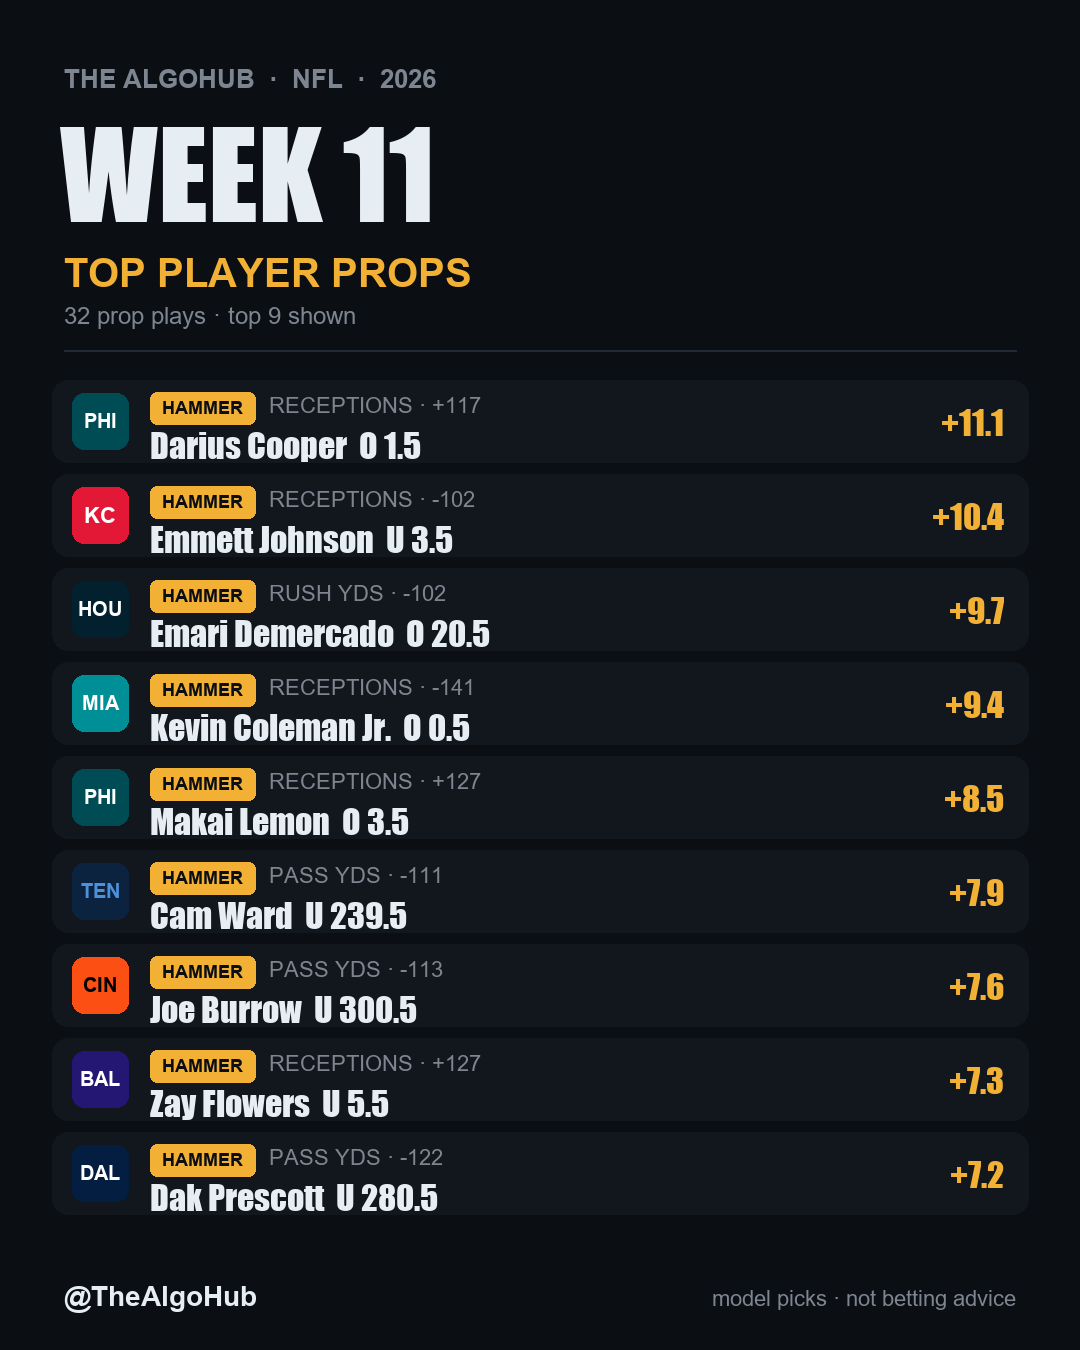 THE ALGOHUB · NFL · 2026
WEEK 11
TOP PLAYER PROPS
32 prop plays · top 9 shown
PHI HAMMER RECEPTIONS · +117
Darius Cooper O 1.5 +11.1
KC HAMMER RECEPTIONS · -102
Emmett Johnson U 3.5 +10.4
HOU HAMMER RUSH YDS · -102
Emari Demercado O 20.5 +9.7
MIA HAMMER RECEPTIONS · -141
Kevin Coleman Jr. O 0.5 +9.4
PHI HAMMER RECEPTIONS · +127
Makai Lemon O 3.5 +8.5
TEN HAMMER PASS YDS · -111
Cam Ward U 239.5 +7.9
CIN HAMMER PASS YDS · -113
Joe Burrow U 300.5 +7.6
BAL HAMMER RECEPTIONS · +127
Zay Flowers U 5.5 +7.3
DAL HAMMER PASS YDS · -122
Dak Prescott U 280.5 +7.2
@TheAlgoHub
model picks · not betting advice